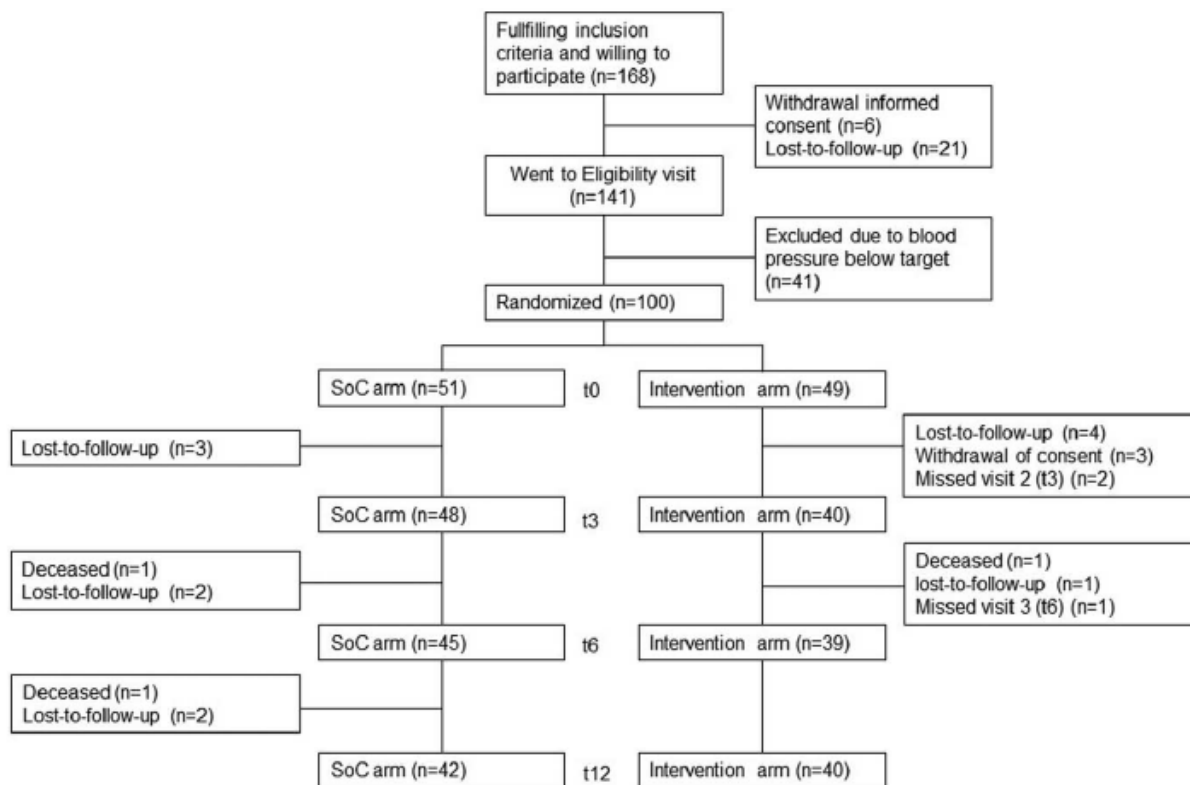 Fullfilling inclusion
criteria and willing to
participate (n=168)
Withdrawal informed
consent (n=6)
Lost-to-follow-up (n=21)
Went to Eligibility visit
(n=141)
Excluded due to blood
pressure below target
(n=41)
Randomized (n=100)
SoC arm (n=51)
t0
Intervention arm (n=49)
Lost-to-follow-up (n=3)
Lost-to-follow-up (n=4)
Withdrawal of consent (n=3)
Missed visit 2 (t3) (n=2)
SoC arm (n=48)
t3
Intervention arm (n=40)
Deceased (n=1)
Lost-to-follow-up (n=2)
Deceased (n=1)
lost-to-follow-up (n=1)
Missed visit 3 (t6) (n=1)
SoC arm (n=45)
t6
Intervention arm (n=39)
Deceased (n=1)
Lost-to-follow-up (n=2)
SoC arm (n=42)
t12
Intervention arm (n=40)